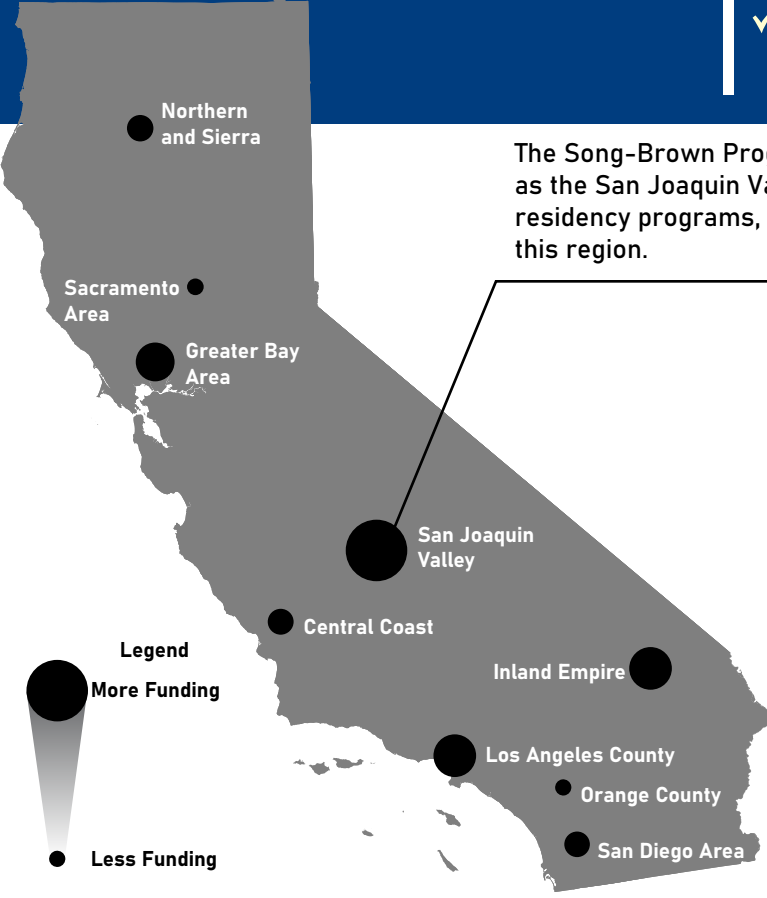 Northern
and Sierra
The Song-Brown
as the San Joaquin
residency programs,
this region.
Sacramento
Area
Greater Bay
Area
San Joaquin
Valley
Central Coast
Legend
More Funding
Inland Empire
Los Angeles County
Orange County
San Diego Area
Less Funding